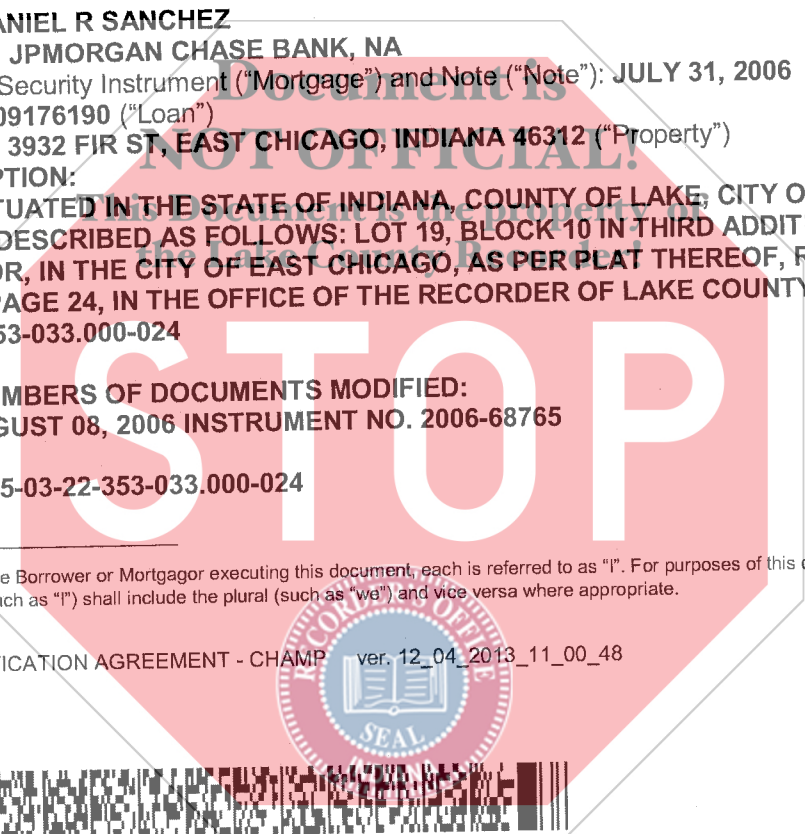 ANIEL R SANCHEZ
JPMORGAN CHASE BANK, NA
Security Instrument ("Mortgage") and Note ("Note"): JULY 31, 2006
09176190 ("Loan")
3932 FIR ST, EAST CHICAGO, INDIANA 46312 ("Property")
PTION:
TUATED IN THE STATE OF INDIANA, COUNTY OF LAKE, CITY O
DESCRIBED AS FOLLOWS: LOT 19, BLOCK 10 IN THIRD ADDIT
OR, IN THE CITY OF EAST CHICAGO, AS PER PLAT THEREOF, R
PAGE 24, IN THE OFFICE OF THE RECORDER OF LAKE COUNTY
53-033.000-024
MBERS OF DOCUMENTS MODIFIED:
GUST 08, 2006 INSTRUMENT NO. 2006-68765
5-03-22-353-033.000-024
e Borrower or Mortgagor executing this document, each is referred to as "I". For purposes of this
ach as "I") shall include the plural (such as "we") and vice versa where appropriate.
ICATION AGREEMENT - CHAMP ver. 12_04_2013_11_00_48
Document is
NOT OFFICIAL!
This Document is the property of
the Lake County Recorder!
STOP
RECORDER'S OFFICE
SEAL
INDIANA